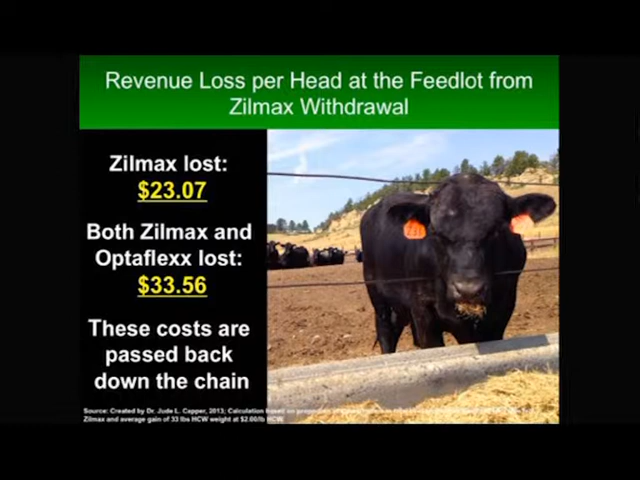 Revenue Loss per Head at the Feedlot from
Zilmax Withdrawal
Zilmax lost:
$23.07
Both Zilmax and
Optaflexx lost:
$33.56
These costs are
passed back
down the chain
Source: Created by Dr. Jude L. Capper, 2013; Calculation based on
Zilmax and average gain of 33 lbs HCW weight at $2.00/lb HCW